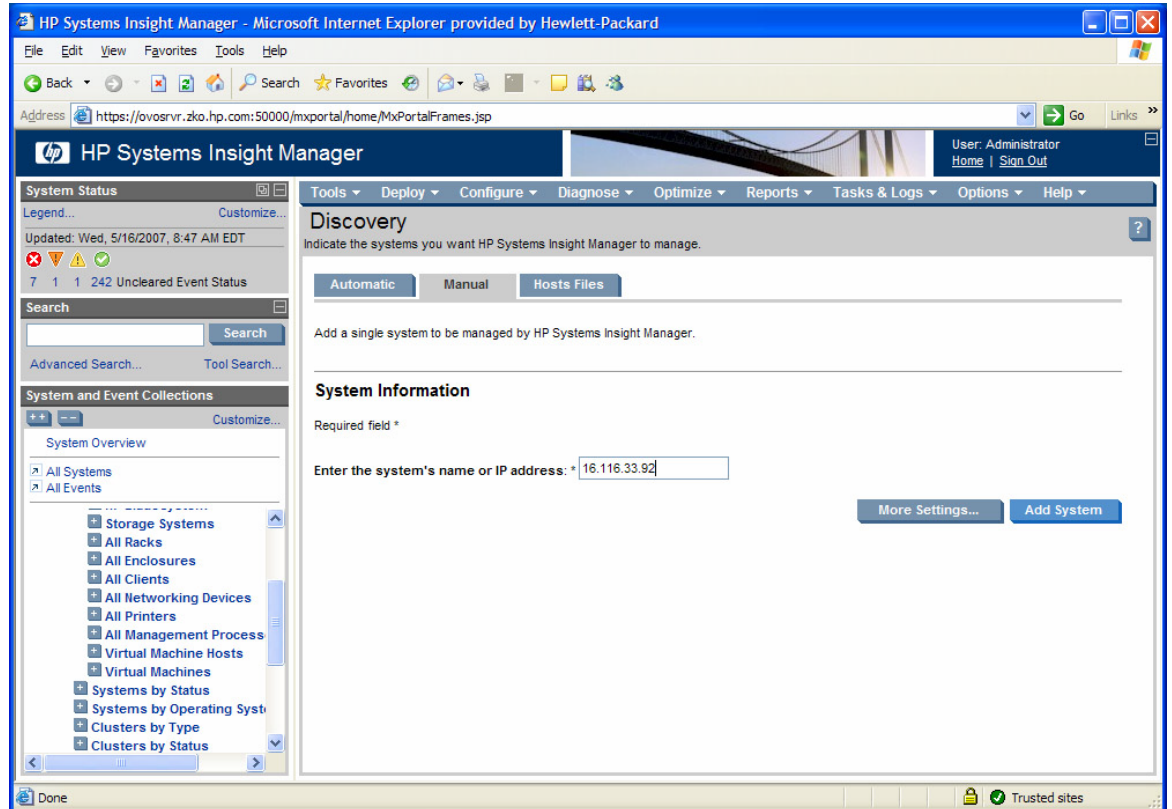 HP Systems Insight Manager - Microsoft Internet Explorer provided by Hewlett-Packard
File Edit View Favorites Tools Help
Back Search Favorites
Address https://ovosrvr.zko.hp.com:50000/mxportal/home/MxPortalFrames.jsp Go Links »
hp HP Systems Insight Manager
User: Administrator
Home | Sign Out
System Status
Legend... Customize...
Updated: Wed, 5/16/2007, 8:47 AM EDT
7 1 1 242 Uncleared Event Status
Search
Search
Advanced Search... Tool Search...
System and Event Collections
Customize...
System Overview
All Systems
All Events
Storage Systems
All Racks
All Enclosures
All Clients
All Networking Devices
All Printers
All Management Process
Virtual Machine Hosts
Virtual Machines
Systems by Status
Systems by Operating Syst
Clusters by Type
Clusters by Status
Tools Deploy Configure Diagnose Optimize Reports Tasks & Logs Options Help
Discovery
Indicate the systems you want HP Systems Insight Manager to manage.
?
Automatic Manual Hosts Files
Add a single system to be managed by HP Systems Insight Manager.
System Information
Required field *
Enter the system's name or IP address: * 16.116.33.92
More Settings... Add System
Done Trusted sites